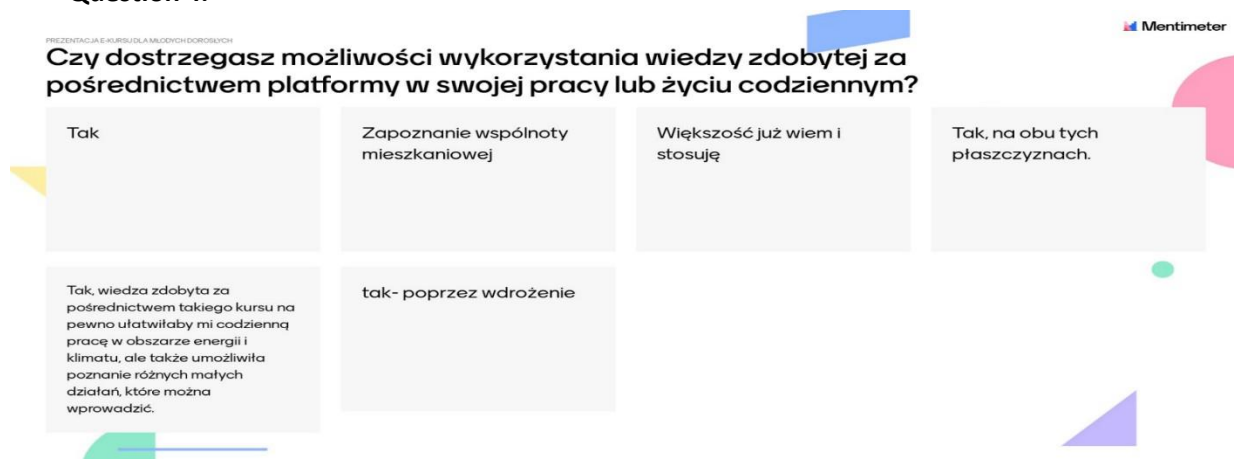 Mentimeter
PREZENTACJA E-KURSU DLA MŁODYCH DOROSŁYCH
Czy dostrzegasz możliwości wykorzystania wiedzy zdobytej za
pośrednictwem platformy w swojej pracy lub życiu codziennym?
Tak
Zapoznanie wspólnoty
mieszkaniowej
Większość już wiem i
stosuję
Tak, na obu tych
płaszczyznach.
Tak, wiedza zdobyta za
pośrednictwem takiego kursu na
pewno ułatwiłaby mi codzienną
pracę w obszarze energii i
klimatu, ale także umożliwiła
poznanie różnych małych
działań, które można
wprowadzić.
tak- poprzez wdrożenie